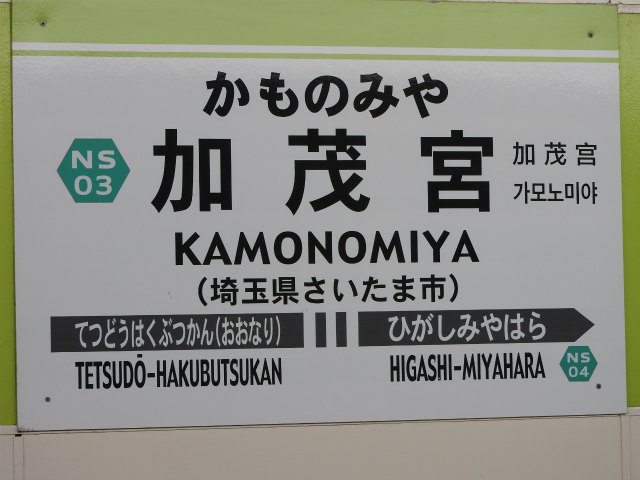 かものみや
NS
03
加茂宮
加茂宫
가모노미야
KAMONOMIYA
(埼玉県さいたま市)
てつどうはくぶつかん(おおなり)
ひがしみやはら
TETSUDŌ-HAKUBUTSUKAN
HIGASHI-MIYAHARA
NS
04